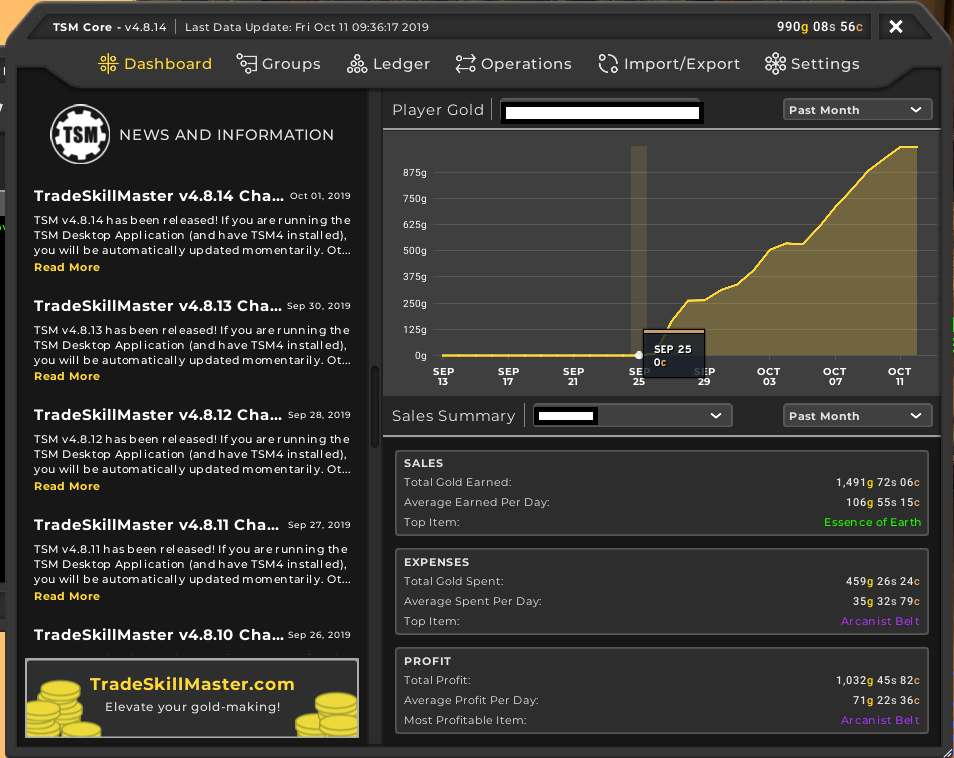 TSM Core - v4.8.14 | Last Data Update: Fri Oct 11 09:36:17 2019
990g 08s 56c
Dashboard
Groups
Ledger
Operations
Import/Export
Settings
TSM
NEWS AND INFORMATION
TradeSkillMaster v4.8.14 Cha... Oct 01, 2019
TSM v4.8.14 has been released! If you are running the
TSM Desktop Application (and have TSM4 installed),
you will be automatically updated momentarily. Ot...
Read More
TradeSkillMaster v4.8.13 Cha... Sep 30, 2019
TSM v4.8.13 has been released! If you are running the
TSM Desktop Application (and have TSM4 installed),
you will be automatically updated momentarily. Ot...
Read More
TradeSkillMaster v4.8.12 Cha... Sep 28, 2019
TSM v4.8.12 has been released! If you are running the
TSM Desktop Application (and have TSM4 installed),
you will be automatically updated momentarily. Ot...
Read More
TradeSkillMaster v4.8.11 Cha... Sep 27, 2019
TSM v4.8.11 has been released! If you are running the
TSM Desktop Application (and have TSM4 installed),
you will be automatically updated momentarily. Ot...
Read More
TradeSkillMaster v4.8.10 Cha... Sep 26, 2019
TradeSkillMaster.com
Elevate your gold-making!
Player Gold
Past Month
875g
750g
625g
500g
375g
250g
125g
0g
SEP 25
0c
SEP 13
SEP 17
SEP 21
SEP 25
SEP 29
OCT 03
OCT 07
OCT 11
Sales Summary
Past Month
SALES
Total Gold Earned: 1,491g 72s 06c
Average Earned Per Day: 106g 55s 15c
Top Item: Essence of Earth
EXPENSES
Total Gold Spent: 459g 26s 24c
Average Spent Per Day: 35g 32s 79c
Top Item: Arcanist Belt
PROFIT
Total Profit: 1,032g 45s 82c
Average Profit Per Day: 71g 22s 36c
Most Profitable Item: Arcanist Belt